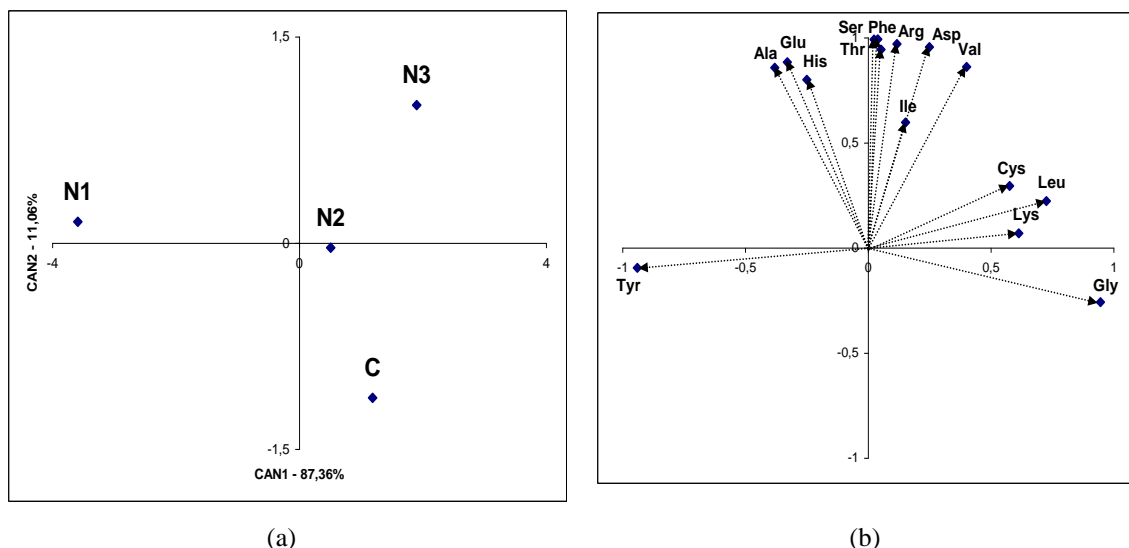 1,5
N3
N1
N2
0
-4
0
4
CAN2 - 11,06%
C
-1,5
CAN1 - 87,36%
(a)
1
Ser Phe Arg Asp
Thr Val
Glu
Ala His
Ile
0,5
Cys
Leu
Lys
0
-1 -0,5 0 0,5 1
Tyr
Gly
-0,5
-1
(b)